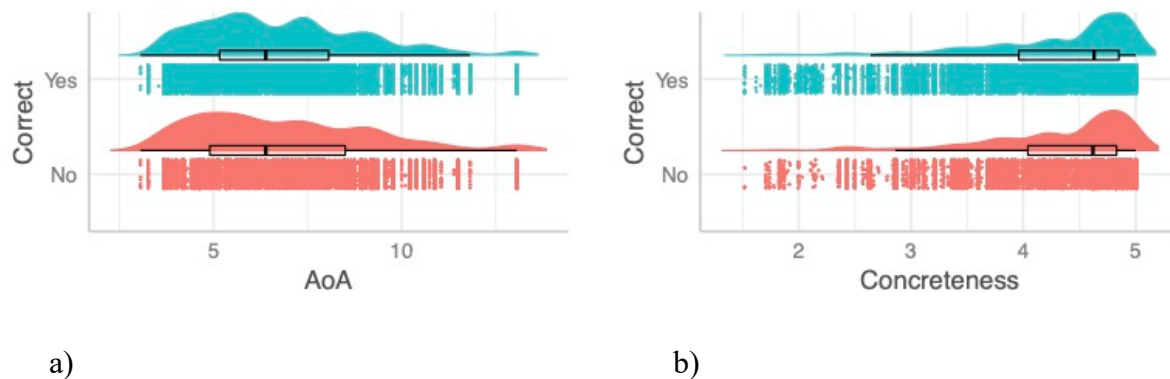 Correct
Yes
No
5 10
AoA
a)
Correct
Yes
No
2 3 4 5
Concreteness
b)